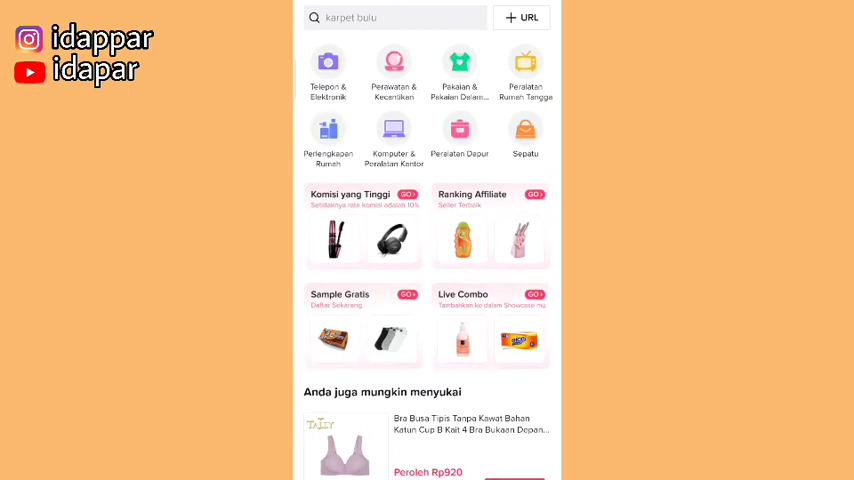 idappar
idapar
karpet bulu
+ URL
Telepon &
Elektronik
Perawatan &
Kecantikan
Pakaian &
Pakaian Dalam...
Peralatan
Rumah Tangga
Perlengkapan
Rumah
Komputer &
Peralatan Kantor
Peralatan Dapur
Sepatu
Komisi yang Tinggi GO>
Setidaknya rate komisi adalah 10%
Ranking Affiliate GO>
Seller Terbaik
Sample Gratis GO>
Daftar Sekarang
Live Combo GO>
Tambahkan ke dalam Showcase mu
Anda juga mungkin menyukai
Bra Busa Tipis Tanpa Kawat Bahan
Katun Cup B Kait 4 Bra Bukaan Depan...
Peroleh Rp920